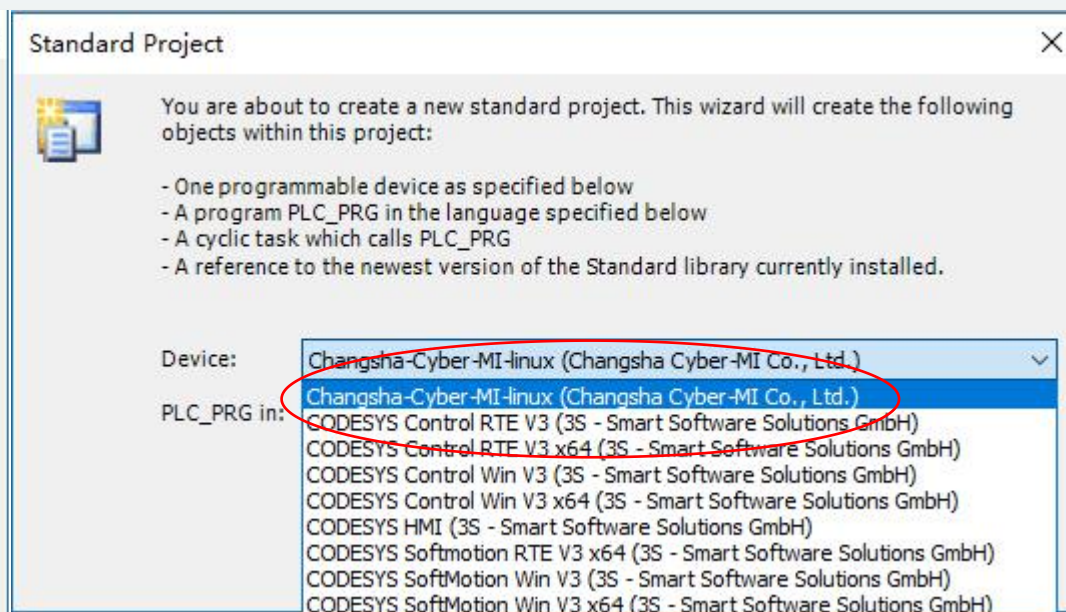 Standard Project
You are about to create a new standard project. This wizard will create the following
objects within this project:
- One programmable device as specified below
- A program PLC_PRG in the language specified below
- A cyclic task which calls PLC_PRG
- A reference to the newest version of the Standard library currently installed.
Device: Changsha-Cyber-MI-linux (Changsha Cyber-MI Co., Ltd.)
Changsha-Cyber-MI-linux (Changsha Cyber-MI Co., Ltd.)
PLC_PRG in:
CODESYS Control RTE V3 (3S - Smart Software Solutions GmbH)
CODESYS Control RTE V3 x64 (3S - Smart Software Solutions GmbH)
CODESYS Control Win V3 (3S - Smart Software Solutions GmbH)
CODESYS Control Win V3 x64 (3S - Smart Software Solutions GmbH)
CODESYS HMI (3S - Smart Software Solutions GmbH)
CODESYS Softmotion RTE V3 x64 (3S - Smart Software Solutions GmbH)
CODESYS SoftMotion Win V3 (3S - Smart Software Solutions GmbH)
CODESYS SoftMotion Win V3 x64 (3S - Smart Software Solutions GmbH)